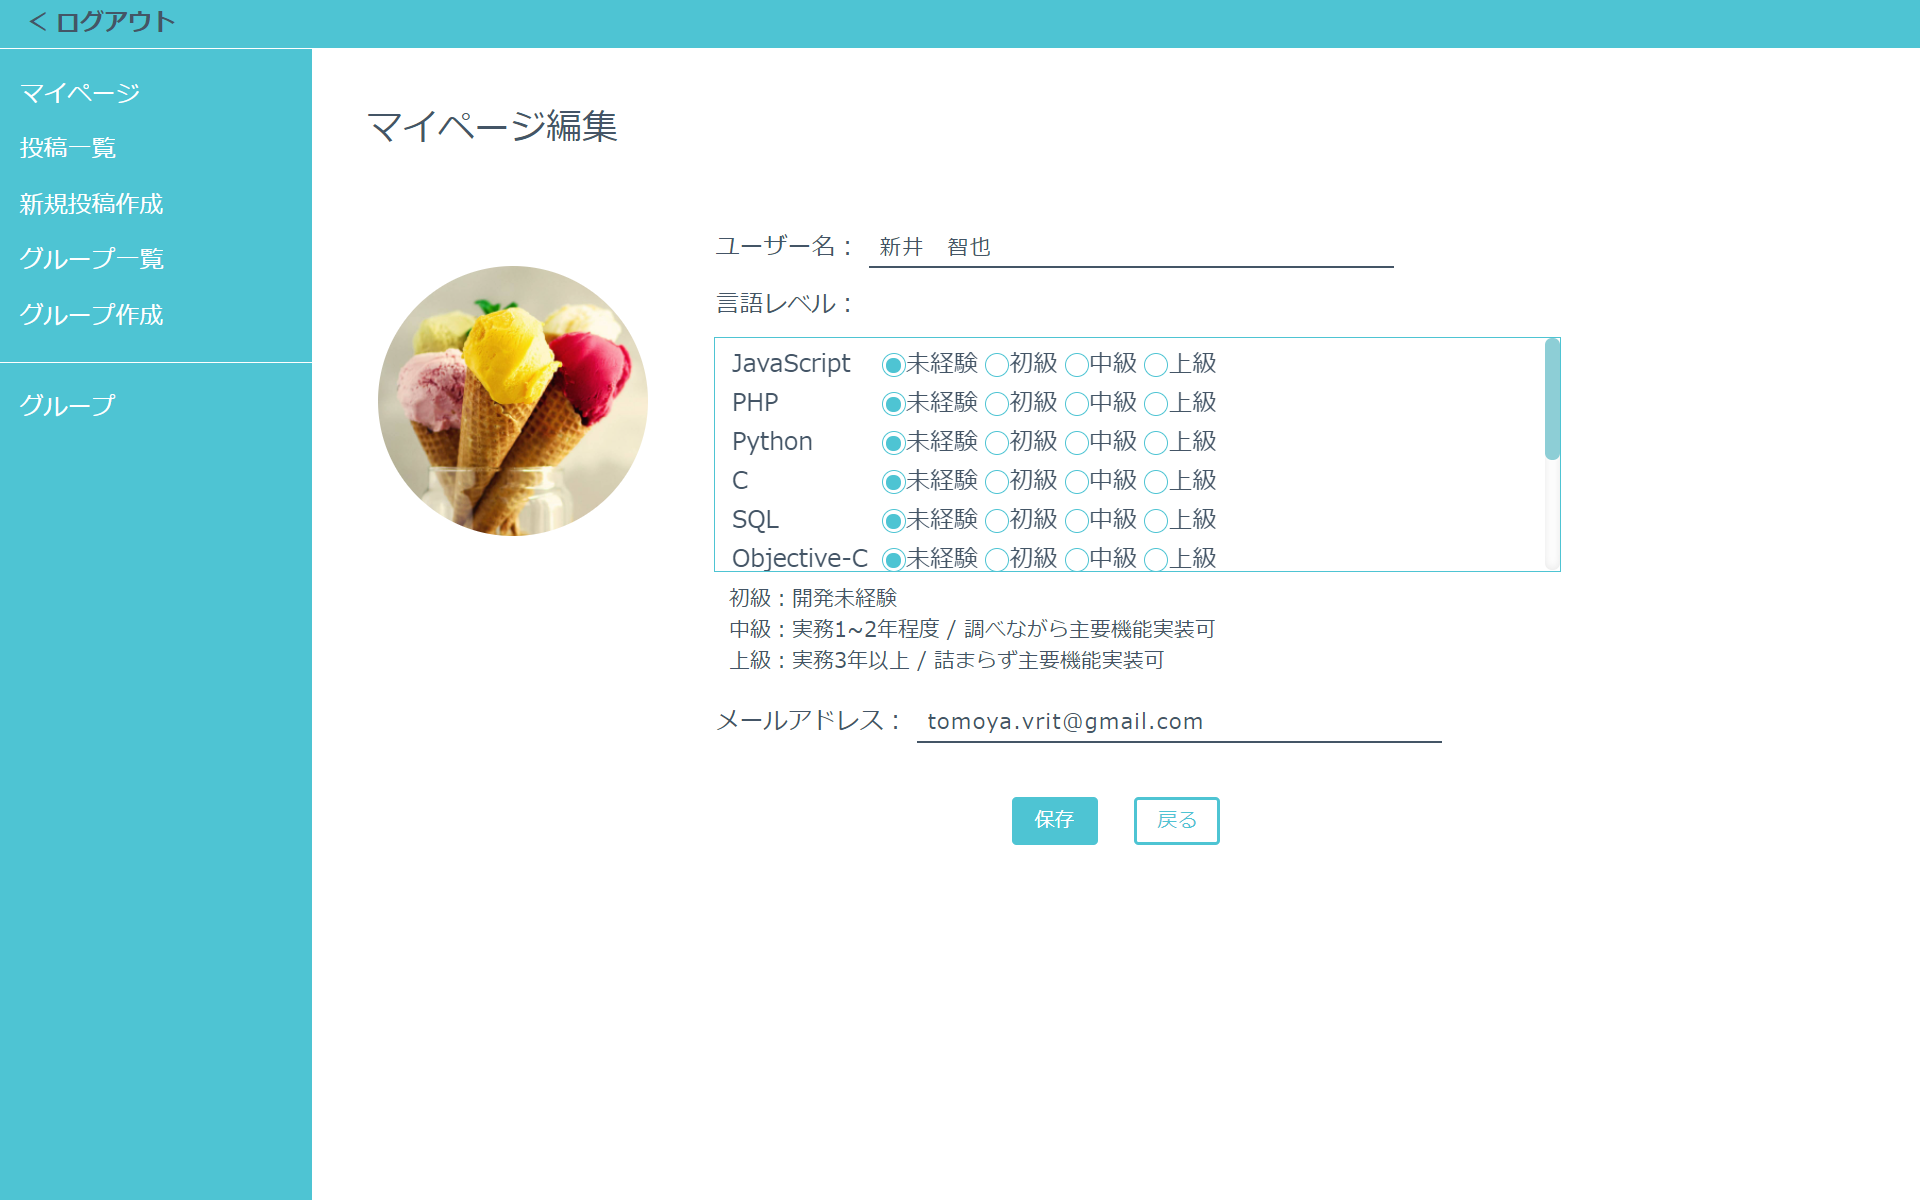 < ログアウト
マイページ
投稿一覧
新規投稿作成
グループ一覧
グループ作成
グループ
マイページ編集
ユーザー名： 新井　智也
言語レベル：
JavaScript 未経験 初級 中級 上級
PHP 未経験 初級 中級 上級
Python 未経験 初級 中級 上級
C 未経験 初級 中級 上級
SQL 未経験 初級 中級 上級
Objective-C 未経験 初級 中級 上級
初級：開発未経験
中級：実務1~2年程度 / 調べながら主要機能実装可
上級：実務3年以上 / 詰まらず主要機能実装可
メールアドレス： tomoya.vrit@gmail.com
保存 戻る